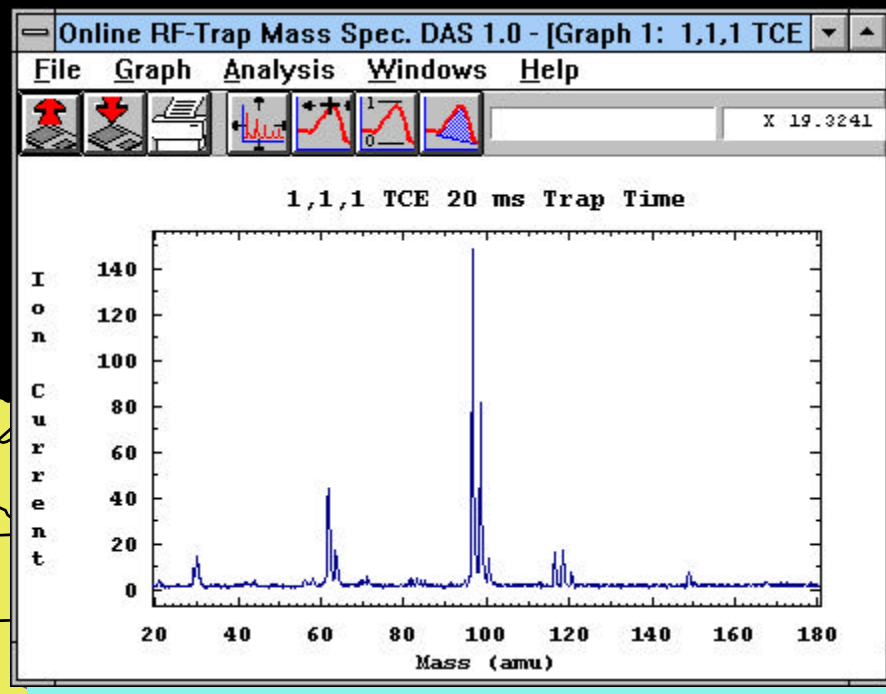 Online RF-Trap Mass Spec. DAS 1.0 - [Graph 1: 1,1,1 TCE
File Graph Analysis Windows Help
1
0
X 19.3241
1,1,1 TCE 20 ms Trap Time
Ion Current
140
120
100
80
60
40
20
0
20 40 60 80 100 120 140 160 180
Mass (amu)